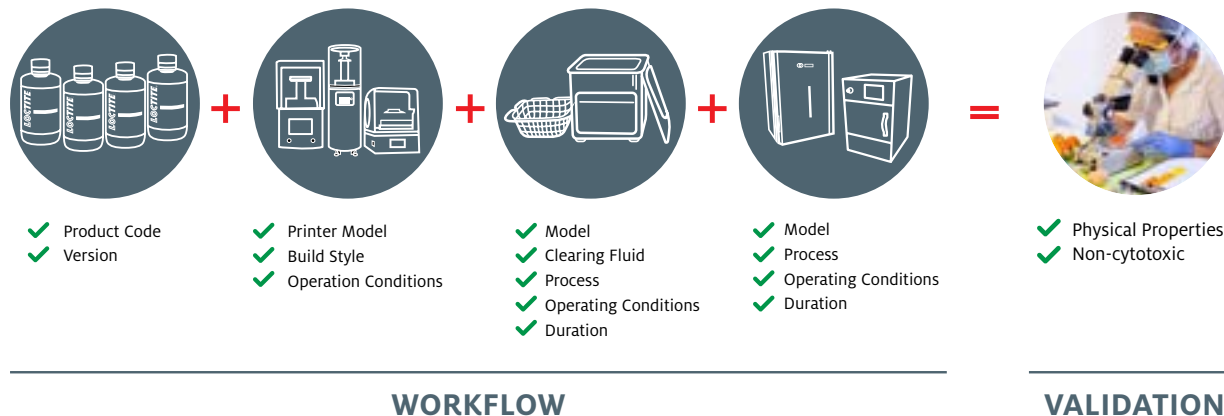 LOCTITE
LOCTITE
LOCTITE
LOCTITE
+
+
+
=
Product Code
Version
Printer Model
Build Style
Operation Conditions
Model
Clearing Fluid
Process
Operating Conditions
Duration
Model
Process
Operating Conditions
Duration
Physical Properties
Non-cytotoxic
WORKFLOW
VALIDATION